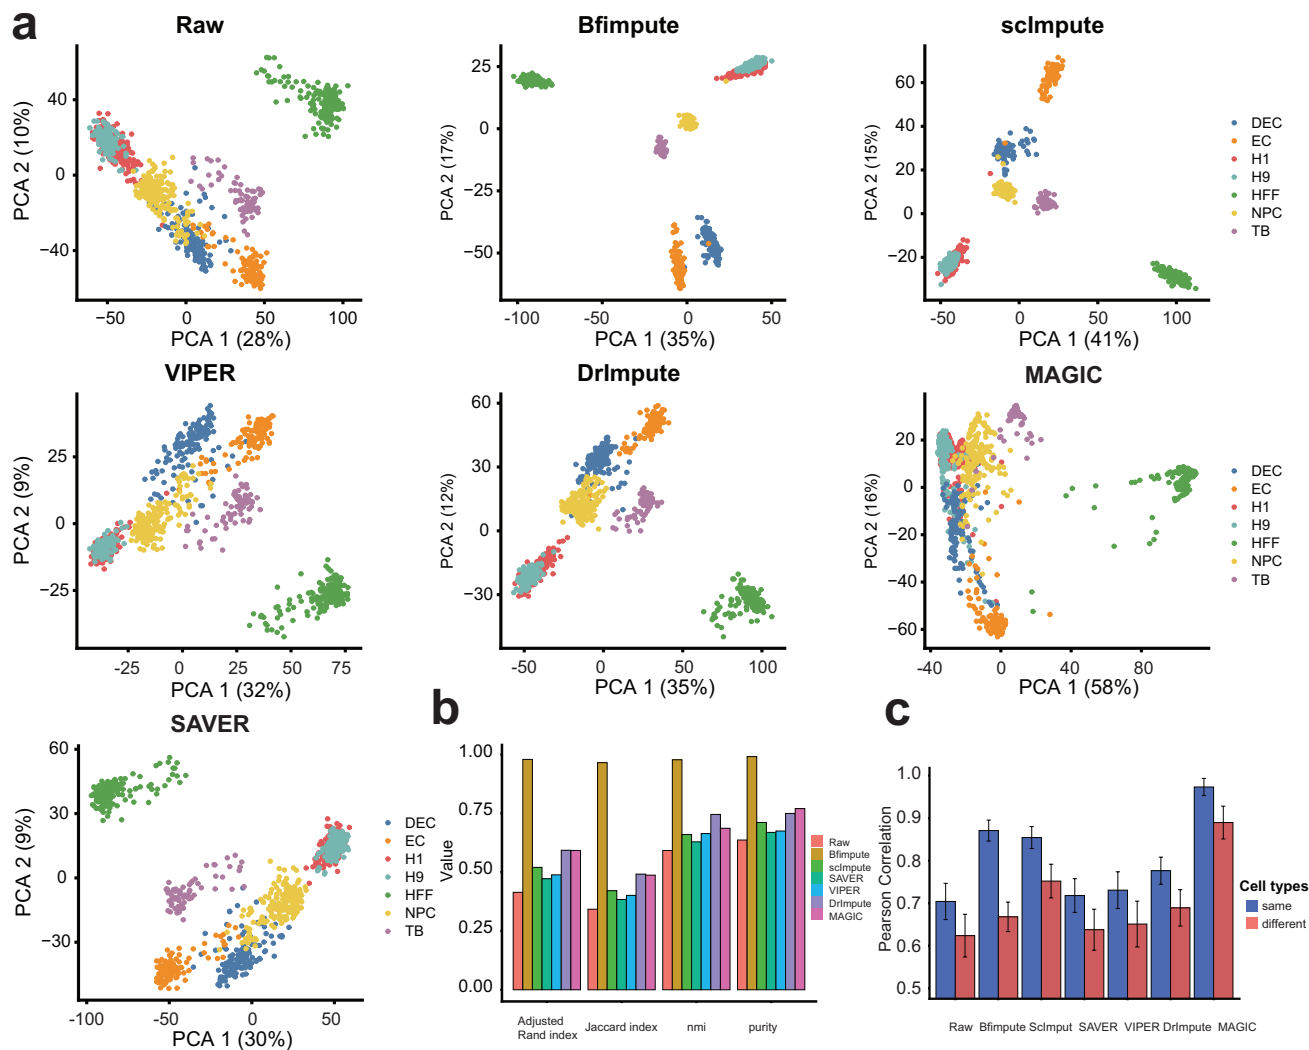 a
Raw
PCA 2 (10%)
40
0
−40
−50
0
50
100
PCA 1 (28%)
Bfimpute
PCA 2 (17%)
25
0
−25
−50
-100
-50
0
50
PCA 1 (35%)
scImpute
PCA 2 (15%)
60
40
20
0
−20
-50
0
50
100
PCA 1 (41%)
DEC
EC
H1
H9
HFF
NPC
TB
VIPER
PCA 2 (9%)
25
0
−25
-25
0
25
50
75
PCA 1 (32%)
DrImpute
PCA 2 (12%)
60
30
0
−30
-50
0
50
100
PCA 1 (35%)
MAGIC
PCA 2 (16%)
20
0
−20
−40
−60
-40
0
40
80
PCA 1 (58%)
DEC
EC
H1
H9
HFF
NPC
TB
SAVER
PCA 2 (9%)
60
30
0
−30
-100
-50
0
50
PCA 1 (30%)
DEC
EC
H1
H9
HFF
NPC
TB
b
Value
1.00
0.75
0.50
0.25
0.00
Adjusted
Rand index
Jaccard index
nmi
purity
Raw
Bfimpute
scImpute
SAVER
VIPER
DrImpute
MAGIC
c
Pearson Correlation
1.0
0.9
0.8
0.7
0.6
0.5
Raw
Bfimpute
ScImput
SAVER
VIPER
DrImpute
MAGIC
Cell types
same
different